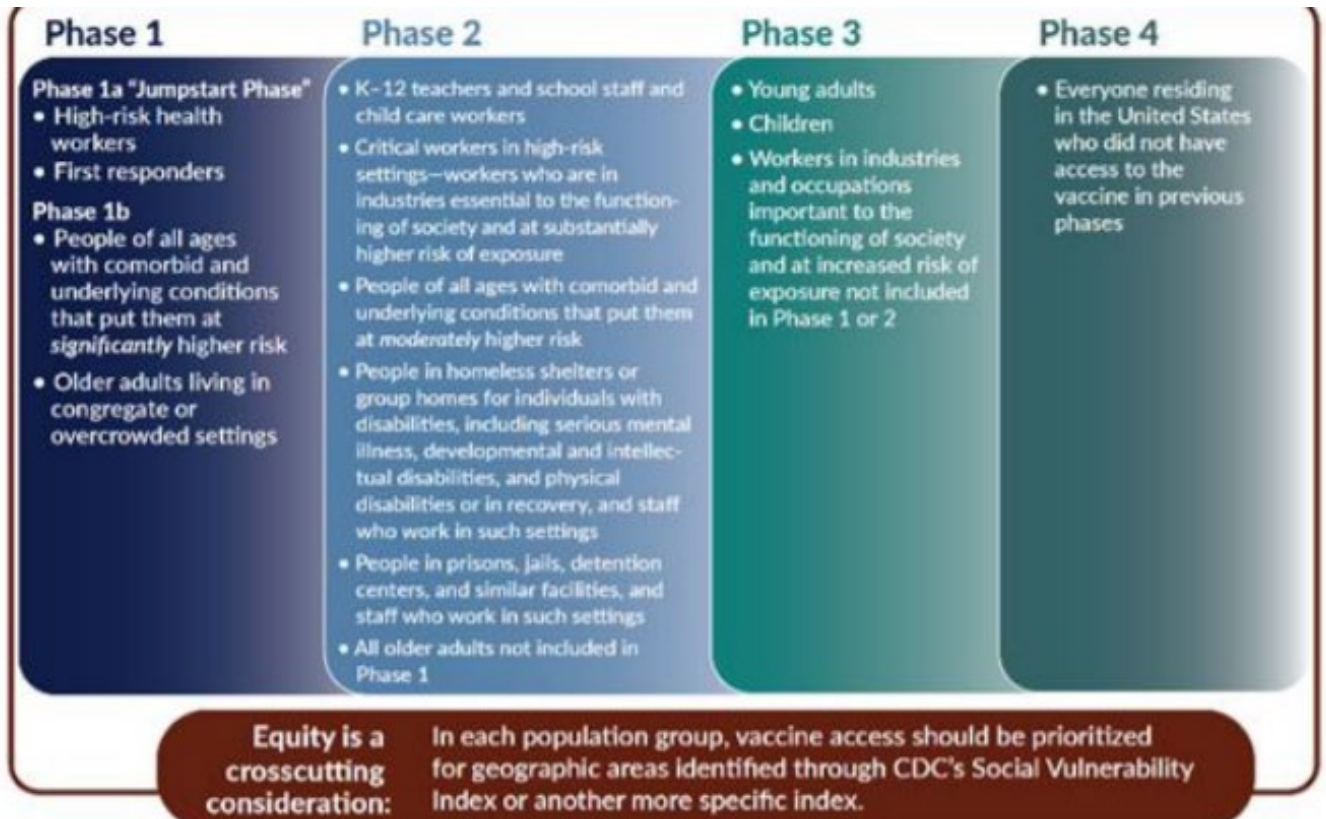 Phase 1
Phase 1a "Jumpstart Phase"
• High-risk health
workers
• First responders
Phase 1b
• People of all ages
with comorbid and
underlying conditions
that put them at
significantly higher risk
• Older adults living in
congregate or
overcrowded settings
Phase 2
• K–12 teachers and school staff and
child care workers
• Critical workers in high-risk
settings—workers who are in
industries essential to the function-
ing of society and at substantially
higher risk of exposure
• People of all ages with comorbid and
underlying conditions that put them
at moderately higher risk
• People in homeless shelters or
group homes for individuals with
disabilities, including serious mental
illness, developmental and intellec-
tual disabilities, and physical
disabilities or in recovery, and staff
who work in such settings
• People in prisons, jails, detention
centers, and similar facilities, and
staff who work in such settings
• All older adults not included in
Phase 1
Phase 3
• Young adults
• Children
• Workers in industries
and occupations
important to the
functioning of society
and at increased risk of
exposure not included
in Phase 1 or 2
Phase 4
• Everyone residing
in the United States
who did not have
access to the
vaccine in previous
phases
Equity is a
crosscutting
consideration:
In each population group, vaccine access should be prioritized
for geographic areas identified through CDC's Social Vulnerability
Index or another more specific index.